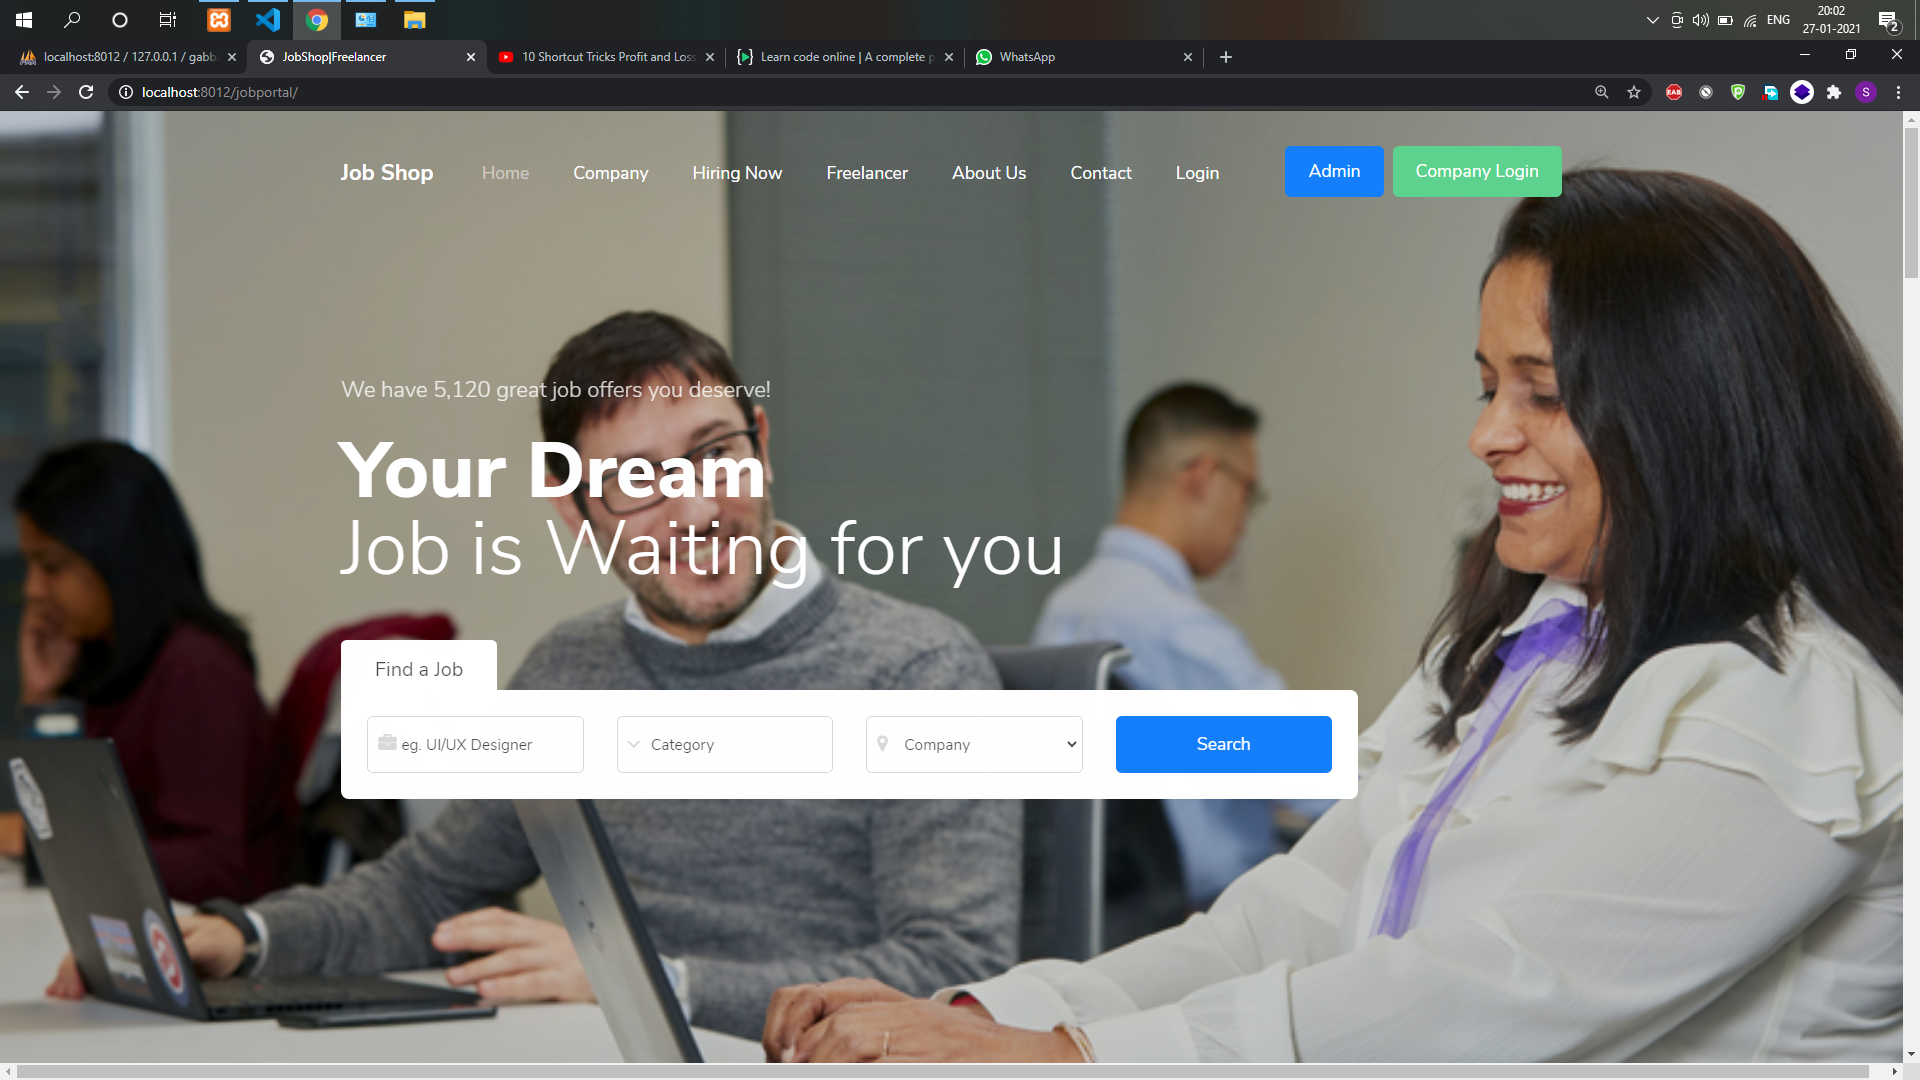 ENG
20:02
27-01-2021
2
localhost:8012 / 127.0.0.1 / gabb
JobShop|Freelancer
10 Shortcut Tricks Profit and Loss
Learn code online | A complete p
WhatsApp
localhost:8012/jobportal/
EAB
S
Job Shop
Home
Company
Hiring Now
Freelancer
About Us
Contact
Login
Admin
Company Login
We have 5,120 great job offers you deserve!
Your Dream
Job is Waiting for you
Find a Job
eg. UI/UX Designer
Category
Company
Search